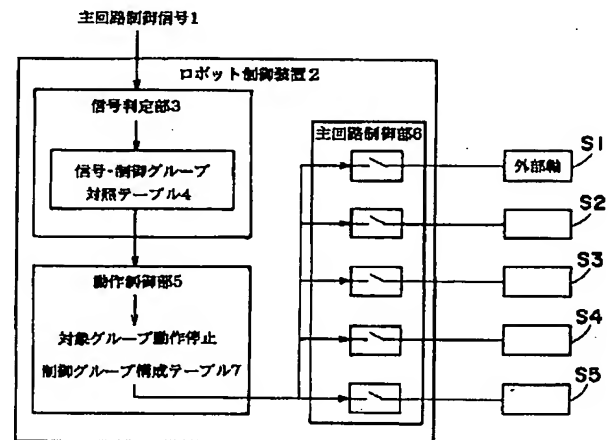 主回路制御信号1
ロボット制御装置2
信号判定部3
信号・制御グループ
対照テーブル4
動作制御部5
対象グループ動作停止
制御グループ構成テーブル7
主回路制御部6
外部軸
S1
S2
S3
S4
S5